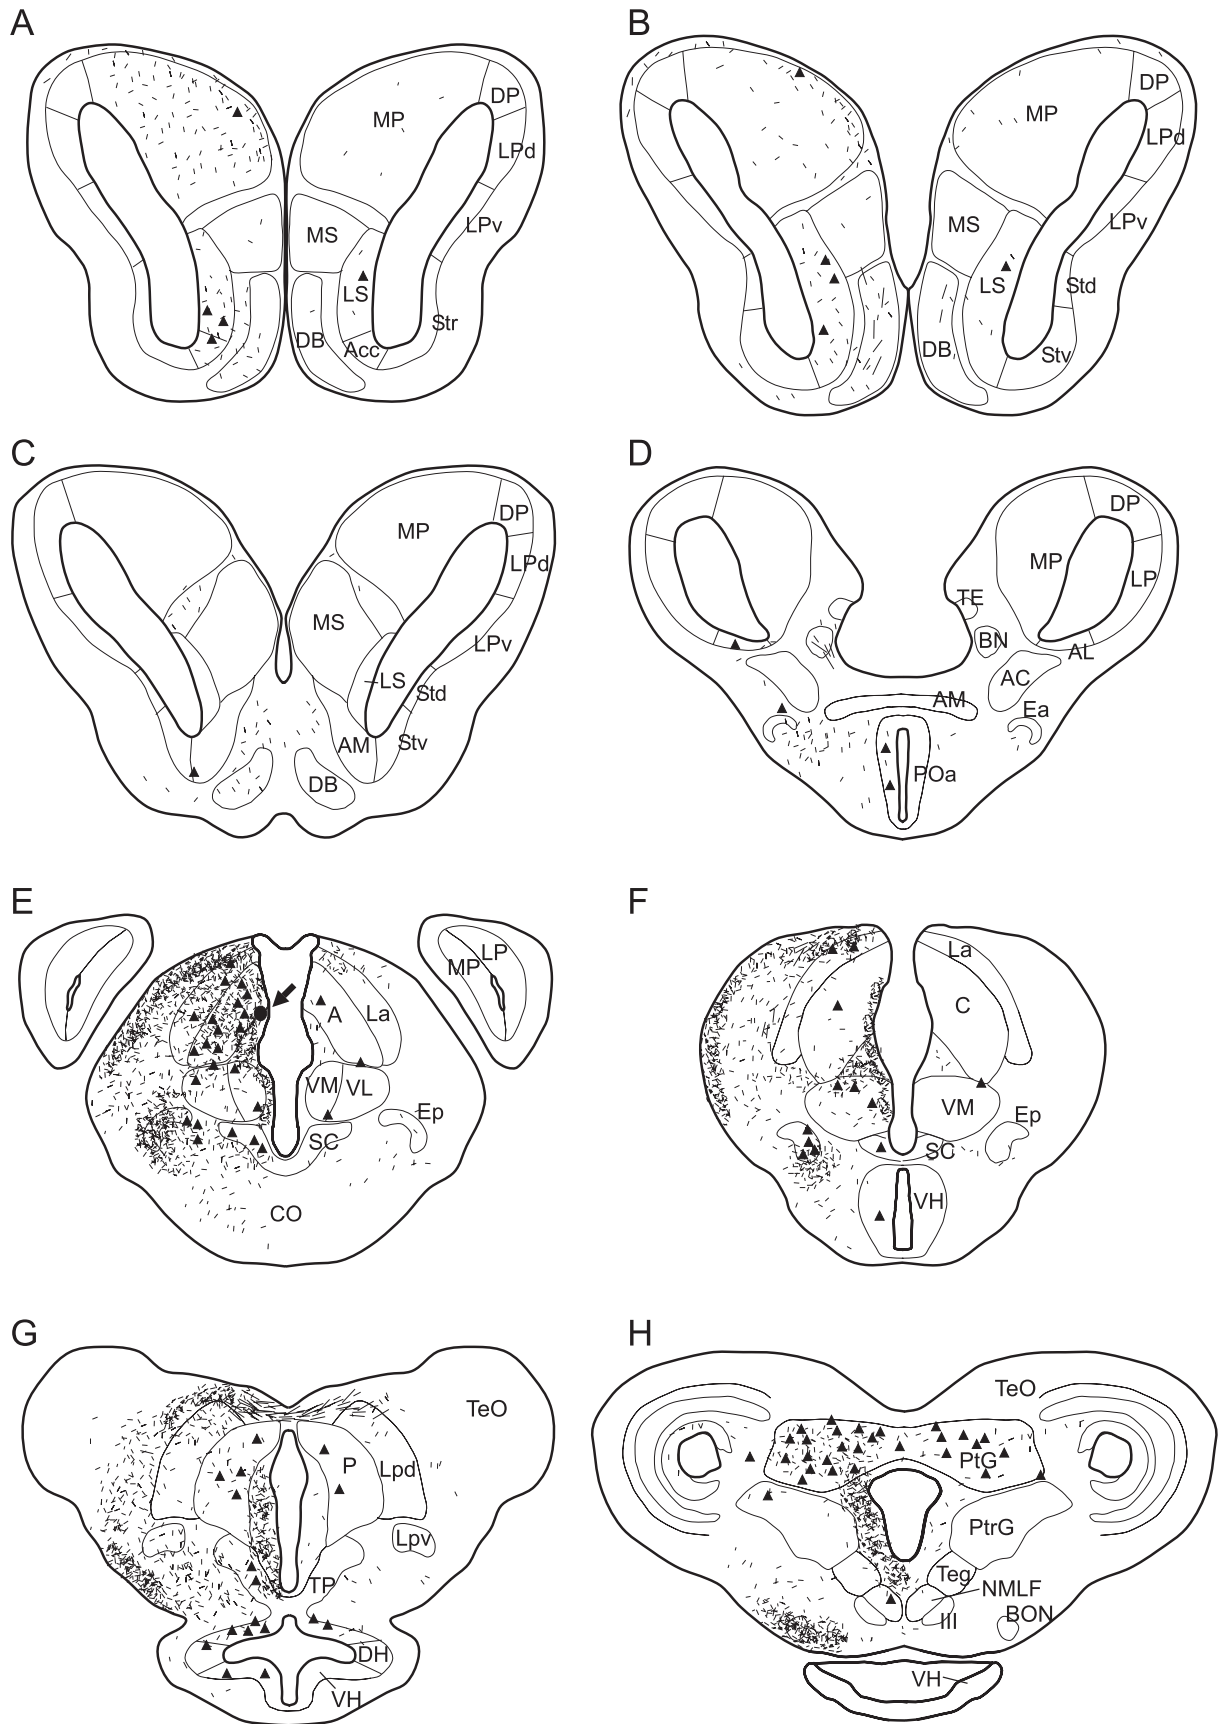 A
MP
DP
LPd
MS
LPv
LS
Str
DB
Acc
B
MP
DP
LPd
MS
LPv
LS
Std
DB
Stv
C
MP
DP
LPd
MS
LPv
LS
Std
AM
Stv
DB
D
DP
MP
LP
TE
BN
AL
AC
AM
Ea
POa
E
LP
MP
A
La
VM
VL
Ep
SC
CO
F
La
C
VM
Ep
SC
VH
G
TeO
P
Lpd
Lpv
TP
DH
VH
H
TeO
PtG
PtrG
Teg
NMLF
III
BON
VH